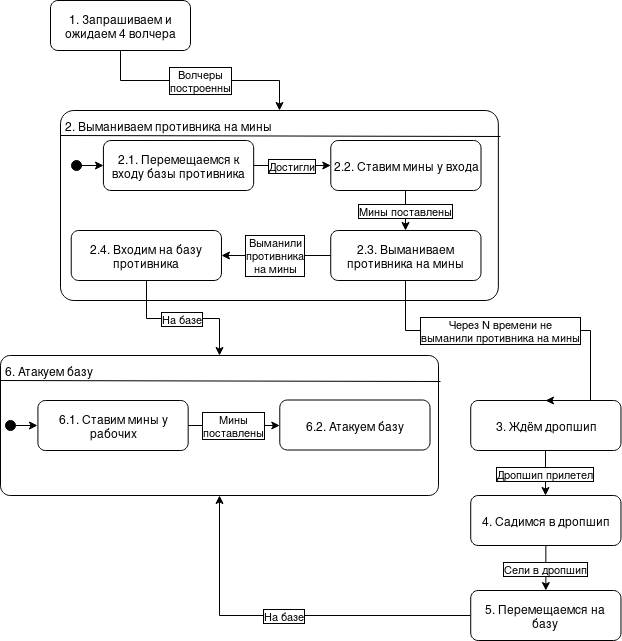 1. Запрашиваем и
ожидаем 4 волчера
Волчеры
построенны
2. Выманиваем противника на мины
2.1. Перемещаемся к
входу базы противника
Достигли
2.2. Ставим мины у входа
Мины поставлены
2.4. Входим на базу
противника
Выманили
противника
на мины
2.3. Выманиваем
противника на мины
На базе
Через N времени не
выманили противника на мины
6. Атакуем базу
6.1. Ставим мины у
рабочих
Мины
поставлены
6.2. Атакуем базу
3. Ждём дропшип
Дропшип прилетел
4. Садимся в дропшип
Сели в дропшип
5. Перемещаемся на
базу
На базе